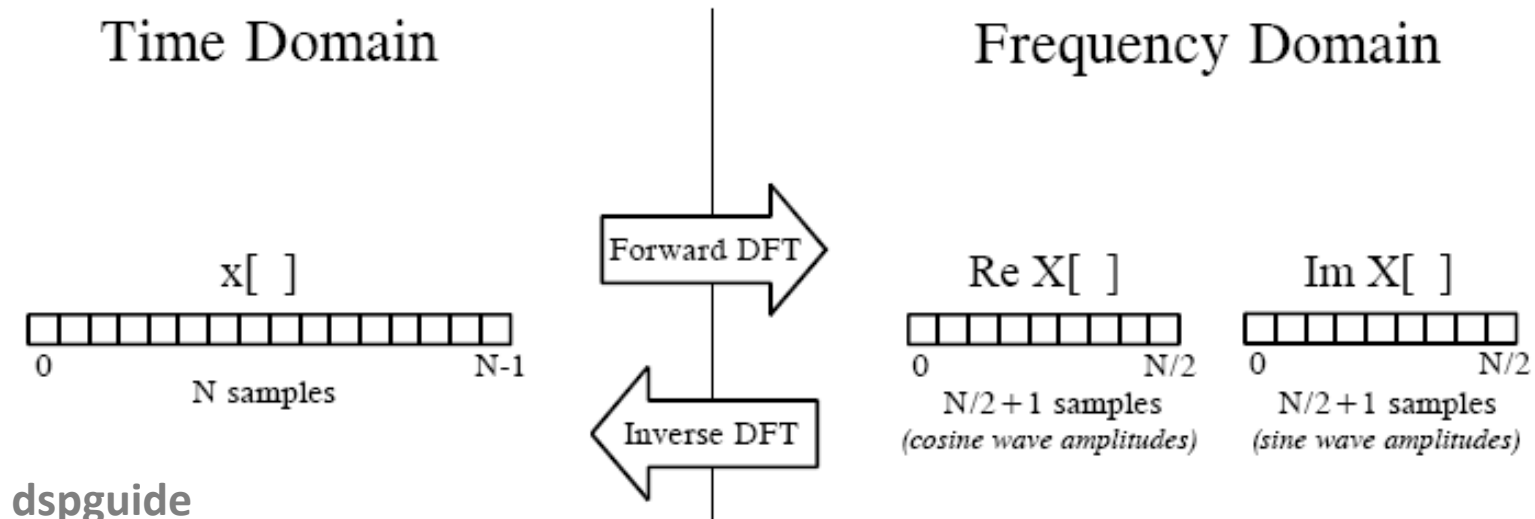 Time Domain
Frequency Domain
Forward DFT
x[ ]
0
N-1
N samples
Inverse DFT
Re X[ ]
0
N/2
N/2+1 samples
(cosine wave amplitudes)
Im X[ ]
0
N/2
N/2+1 samples
(sine wave amplitudes)
dspguide